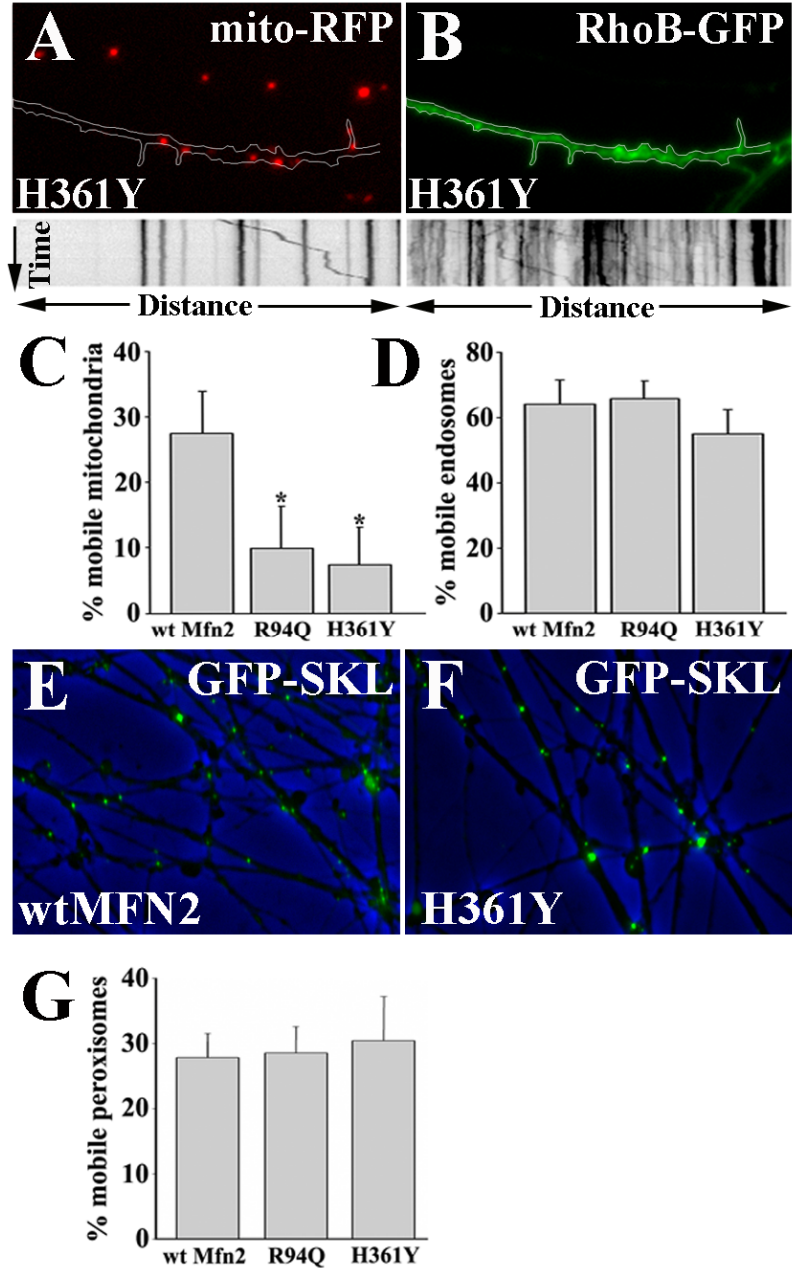 A mito-RFP
H361Y
B RhoB-GFP
H361Y
Time
Distance
Distance
C
% mobile mitochondria
40
30
20
10
0
*
*
wt Mfn2 R94Q H361Y
D
% mobile endosomes
80
60
40
20
0
wt Mfn2 R94Q H361Y
E GFP-SKL
wtMFN2
F GFP-SKL
H361Y
G
% mobile peroxisomes
40
30
20
10
0
wt Mfn2 R94Q H361Y